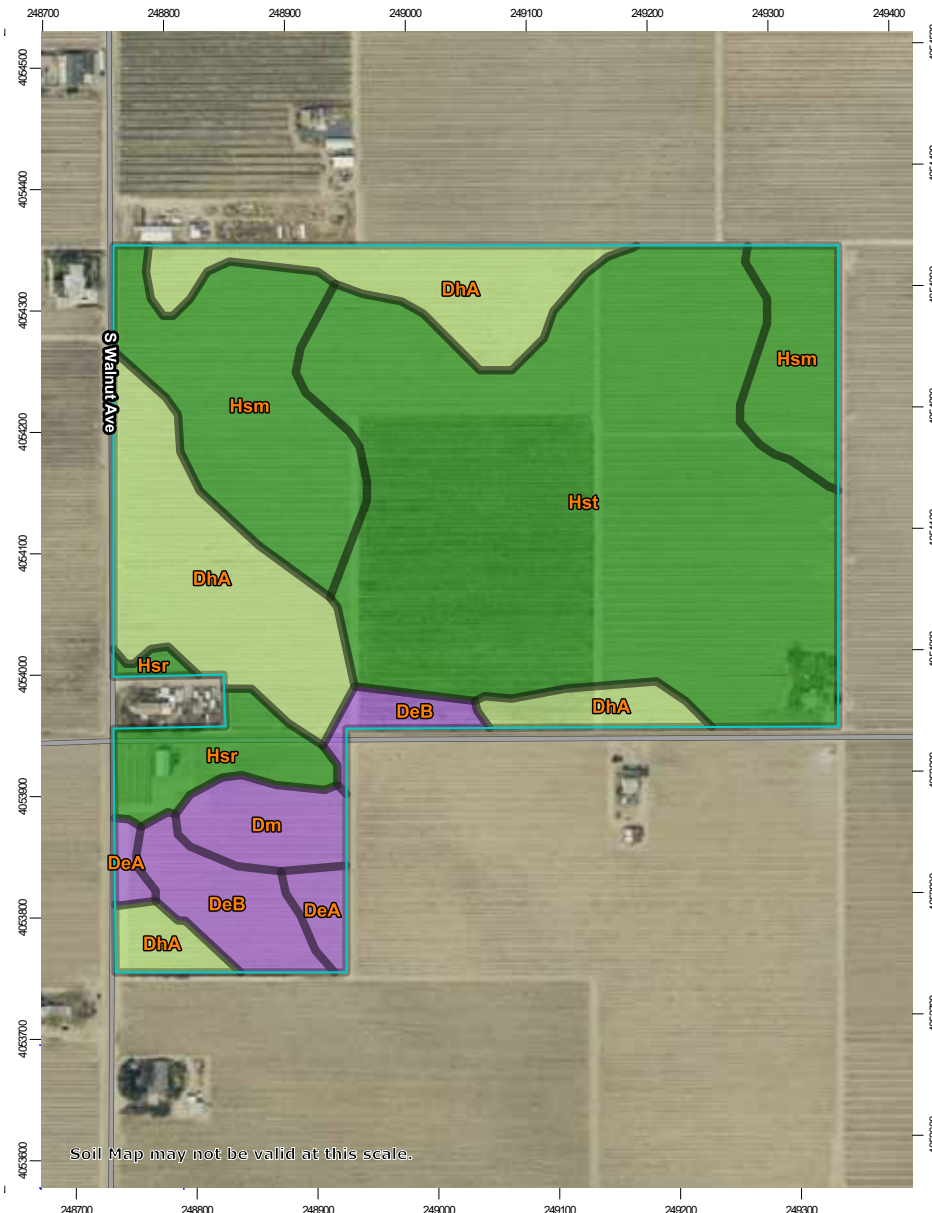 248700 248800 248900 249000 249100 249200 249300 249400
4054500
4054400
DhA
4054300
S Walnut Ave
Hsm
Hsm
4054200
Hst
4054100
DhA
Hsr
4054000
DhA
DeB
Hsr
4053900
Dm
DeA
DeB
DeA
4053800
DhA
4053700
Soil Map may not be valid at this scale.
4053600
248700 248800 248900 249000 249100 249200 249300